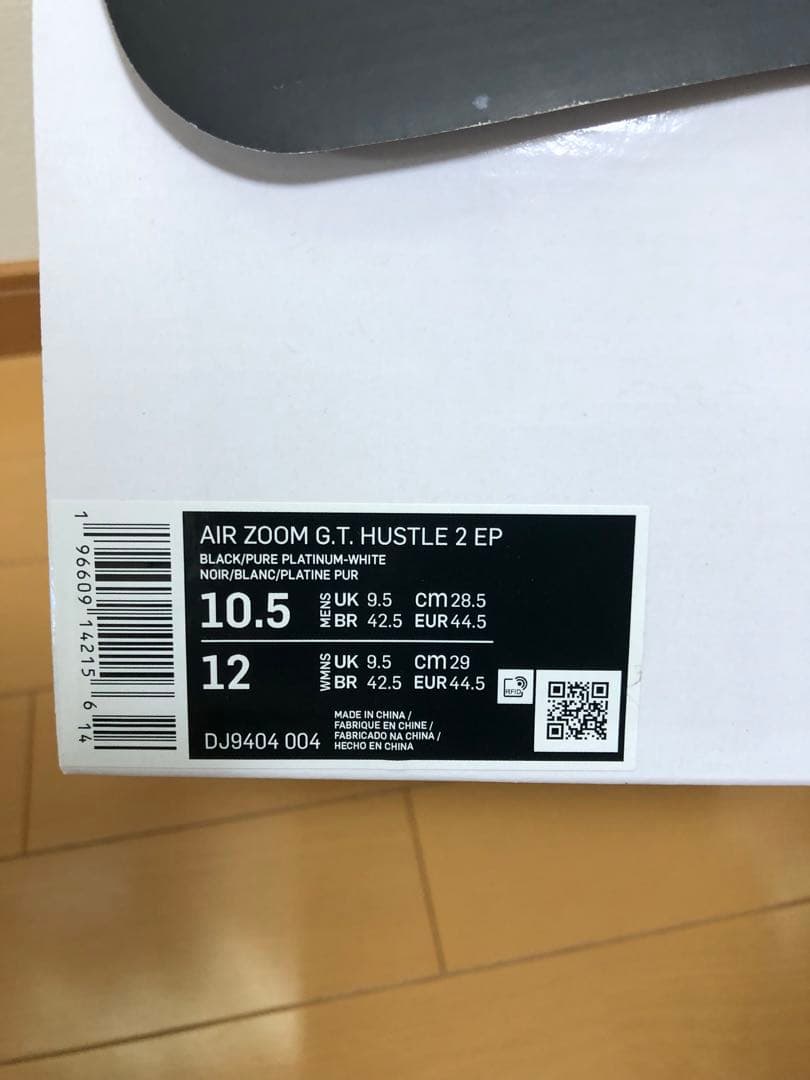 AIR ZOOM G.T. HUSTLE 2 EP
BLACK/PURE PLATINUM-WHITE
NOIR/BLANC/PLATINE PUR
10.5 MENS UK 9.5 cm 28.5
BR 42.5 EUR 44.5
12 WMNS UK 9.5 cm 29
BR 42.5 EUR 44.5
RFID
DJ9404 004
MADE IN CHINA /
FABRIQUE EN CHINE /
FABRICADO NA CHINA /
HECHO EN CHINA
1 96609 14215 6 14